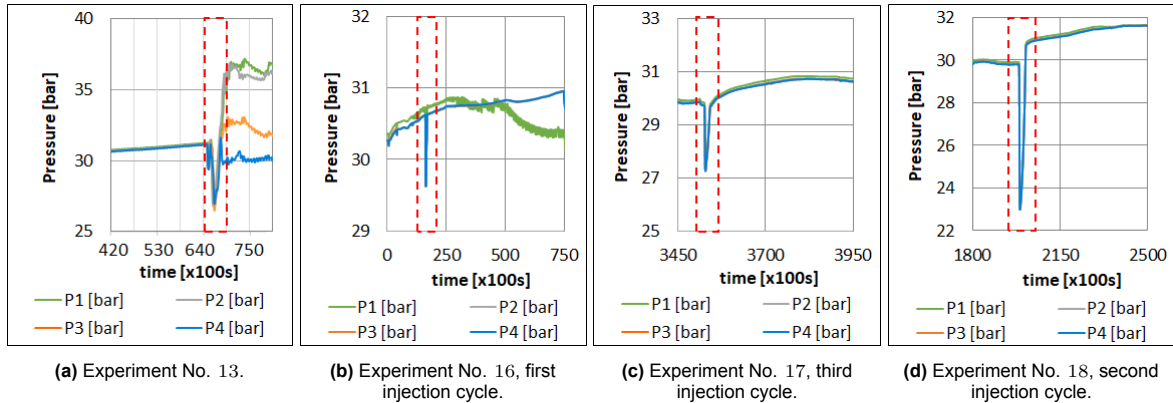 40
35
30
25
Pressure [bar]
420 530 640 750
time [x100s]
P1 [bar] P2 [bar]
P3 [bar] P4 [bar]
(a) Experiment No. 13.
32
31
30
29
Pressure [bar]
0 250 500 750
time [x100s]
P1 [bar] P2 [bar]
P3 [bar] P4 [bar]
(b) Experiment No. 16, first
injection cycle.
33
31
29
27
25
Pressure [bar]
3450 3700 3950
time [x100s]
P1 [bar] P2 [bar]
P3 [bar] P4 [bar]
(c) Experiment No. 17, third
injection cycle.
32
30
28
26
24
22
Pressure [bar]
1800 2150 2500
time [x100s]
P1 [bar] P2 [bar]
P3 [bar] P4 [bar]
(d) Experiment No. 18, second
injection cycle.